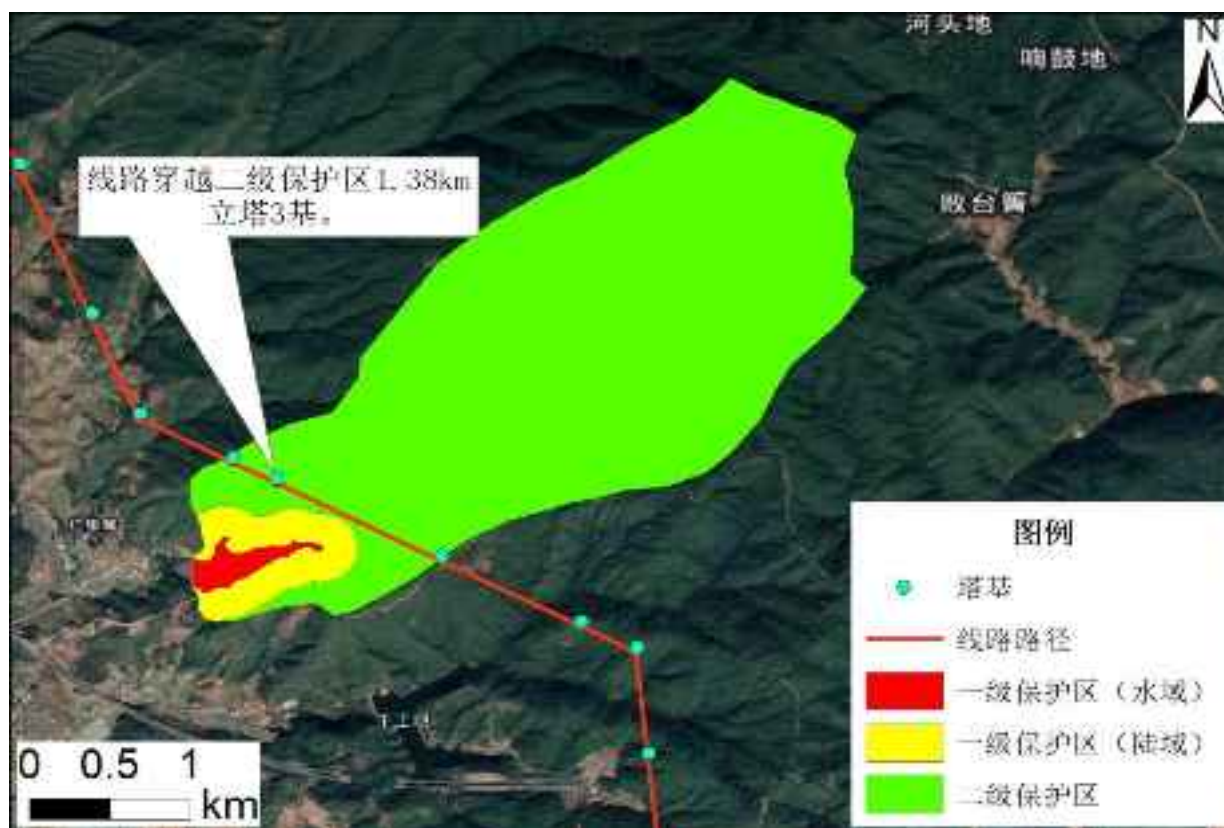 河头地
响鼓地
N
线路穿越二级保护区1.38km
立塔3基。
败台箐
图例
塔基
线路路径
一级保护区（水域）
一级保护区（陆域）
二级保护区
0 0.5 1
km